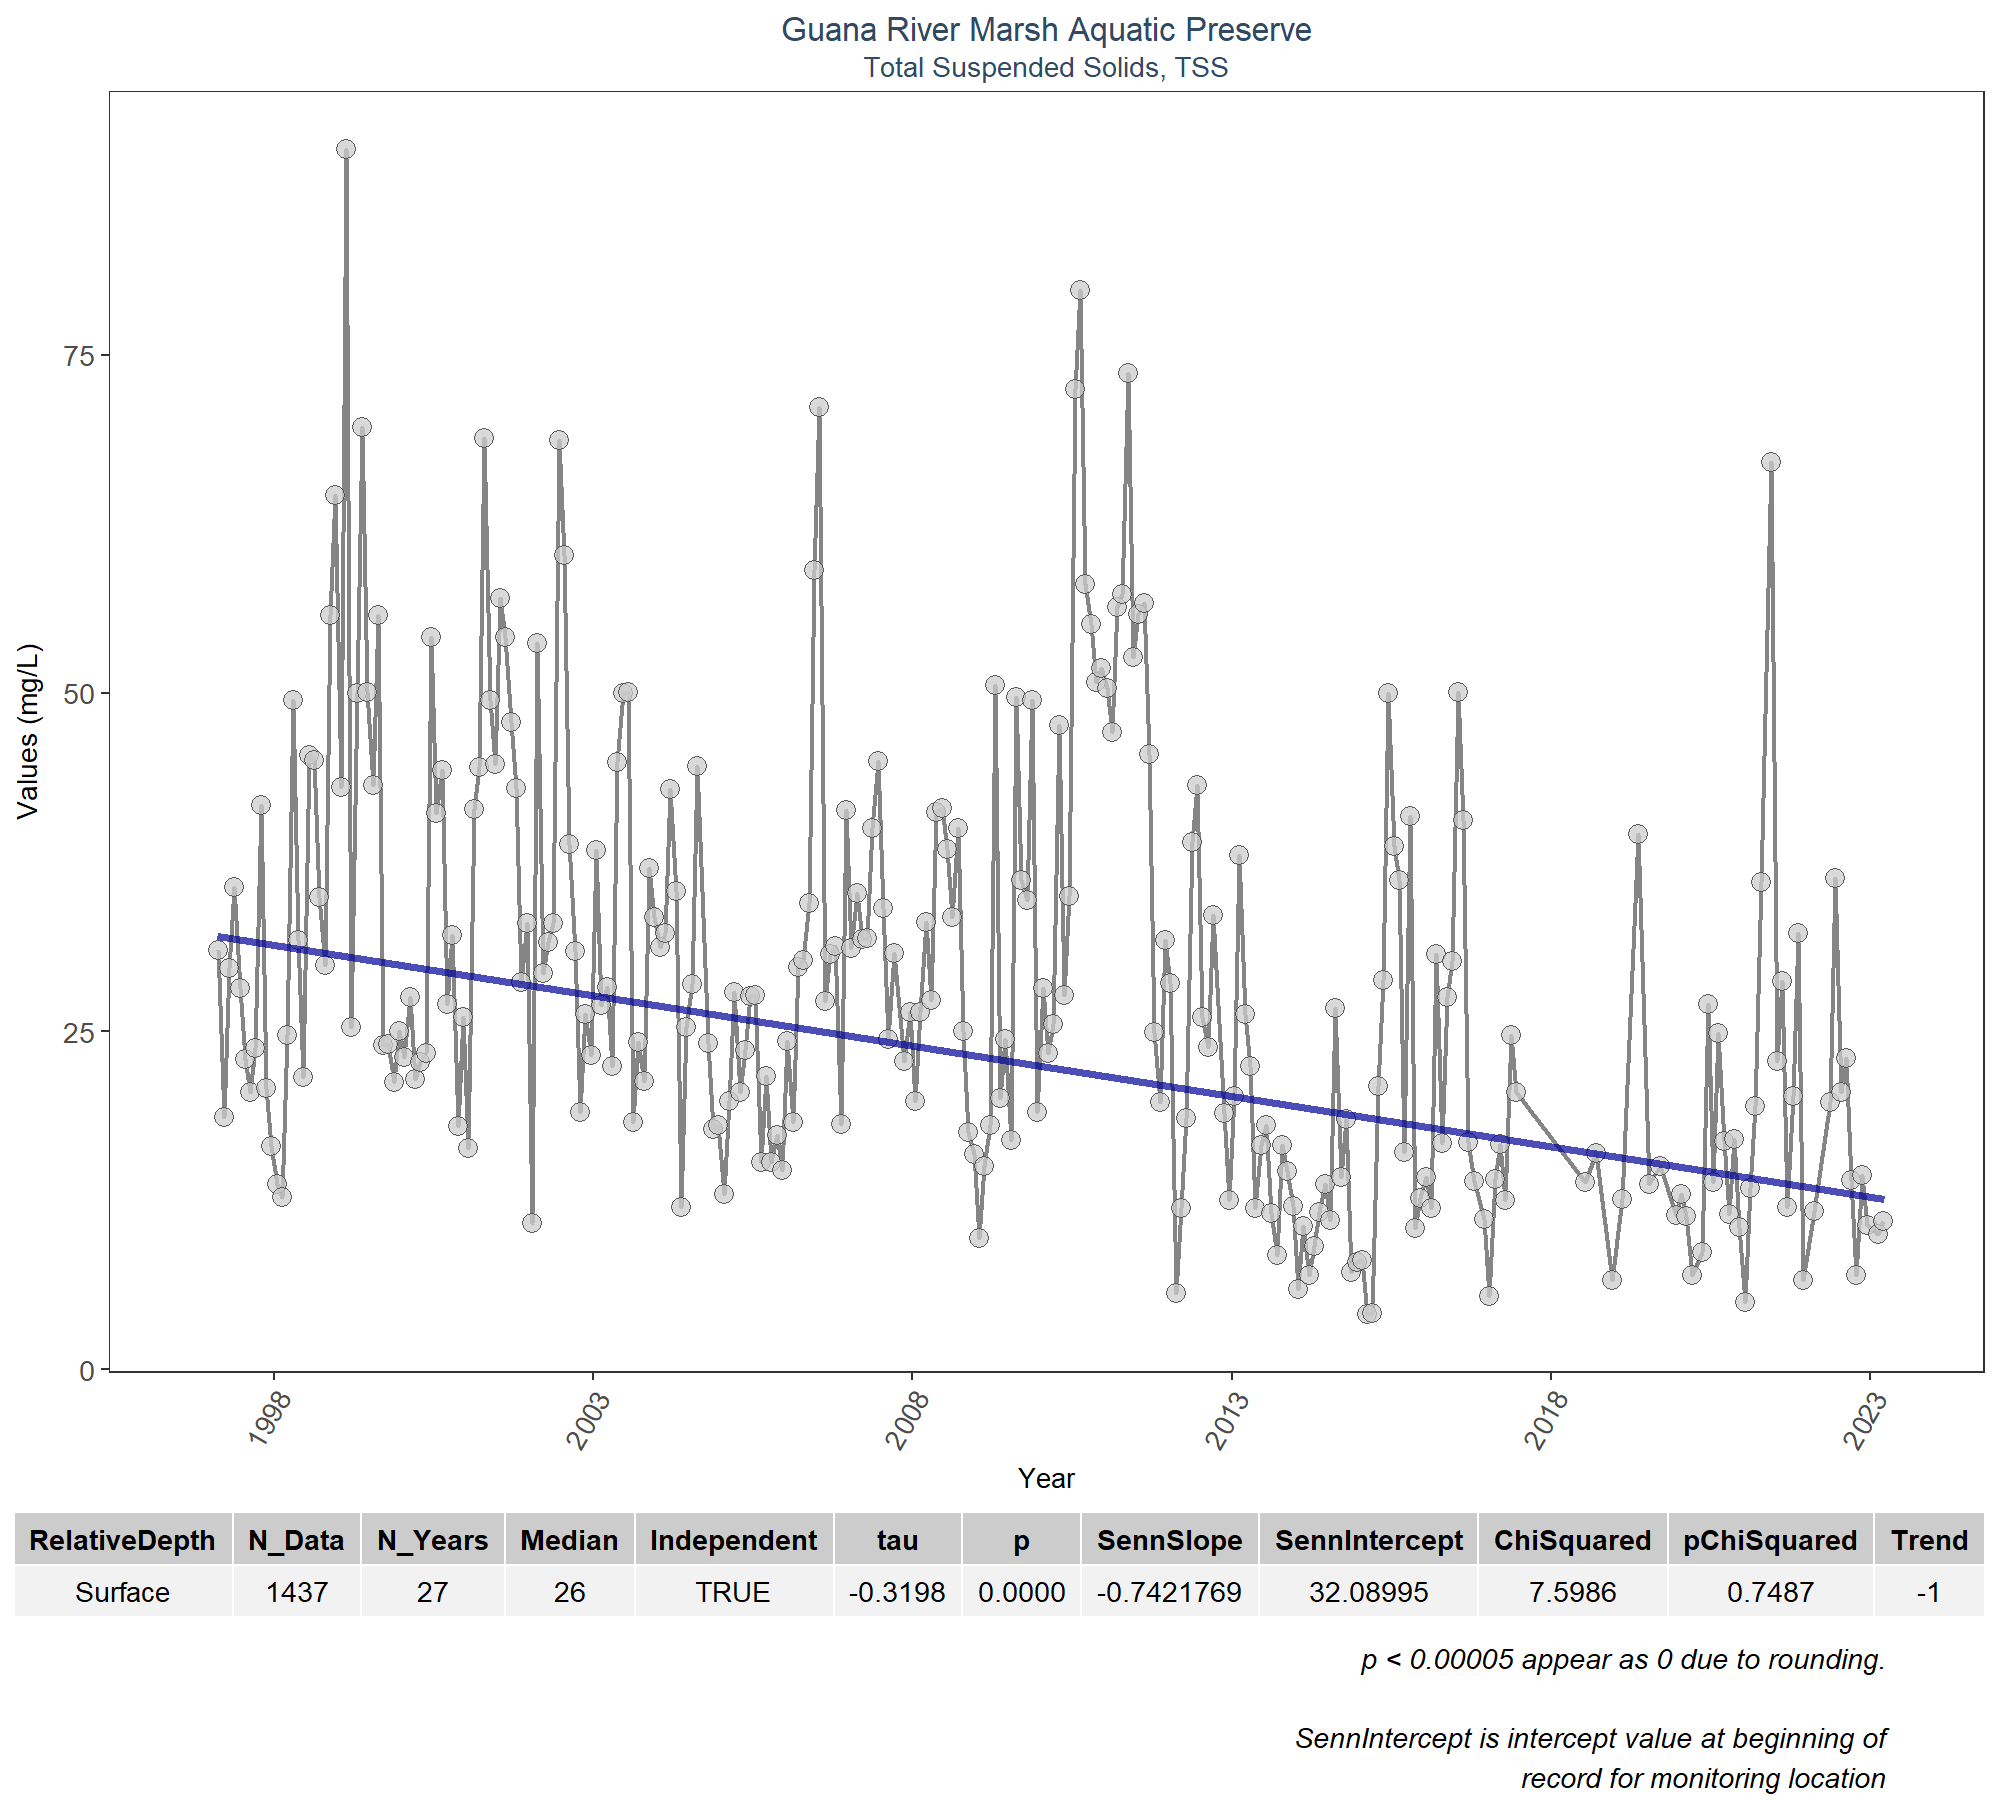 Guana River Marsh Aquatic Preserve
Total Suspended Solids, TSS
Values (mg/L)
75
50
25
0
1998 2003 2008 2013 2018 2023
Year
RelativeDepth N_Data N_Years Median Independent tau p SennSlope SennIntercept ChiSquared pChiSquared Trend
Surface 1437 27 26 TRUE -0.3198 0.0000 -0.7421769 32.08995 7.5986 0.7487 -1
p < 0.00005 appear as 0 due to rounding.
SennIntercept is intercept value at beginning of
record for monitoring location